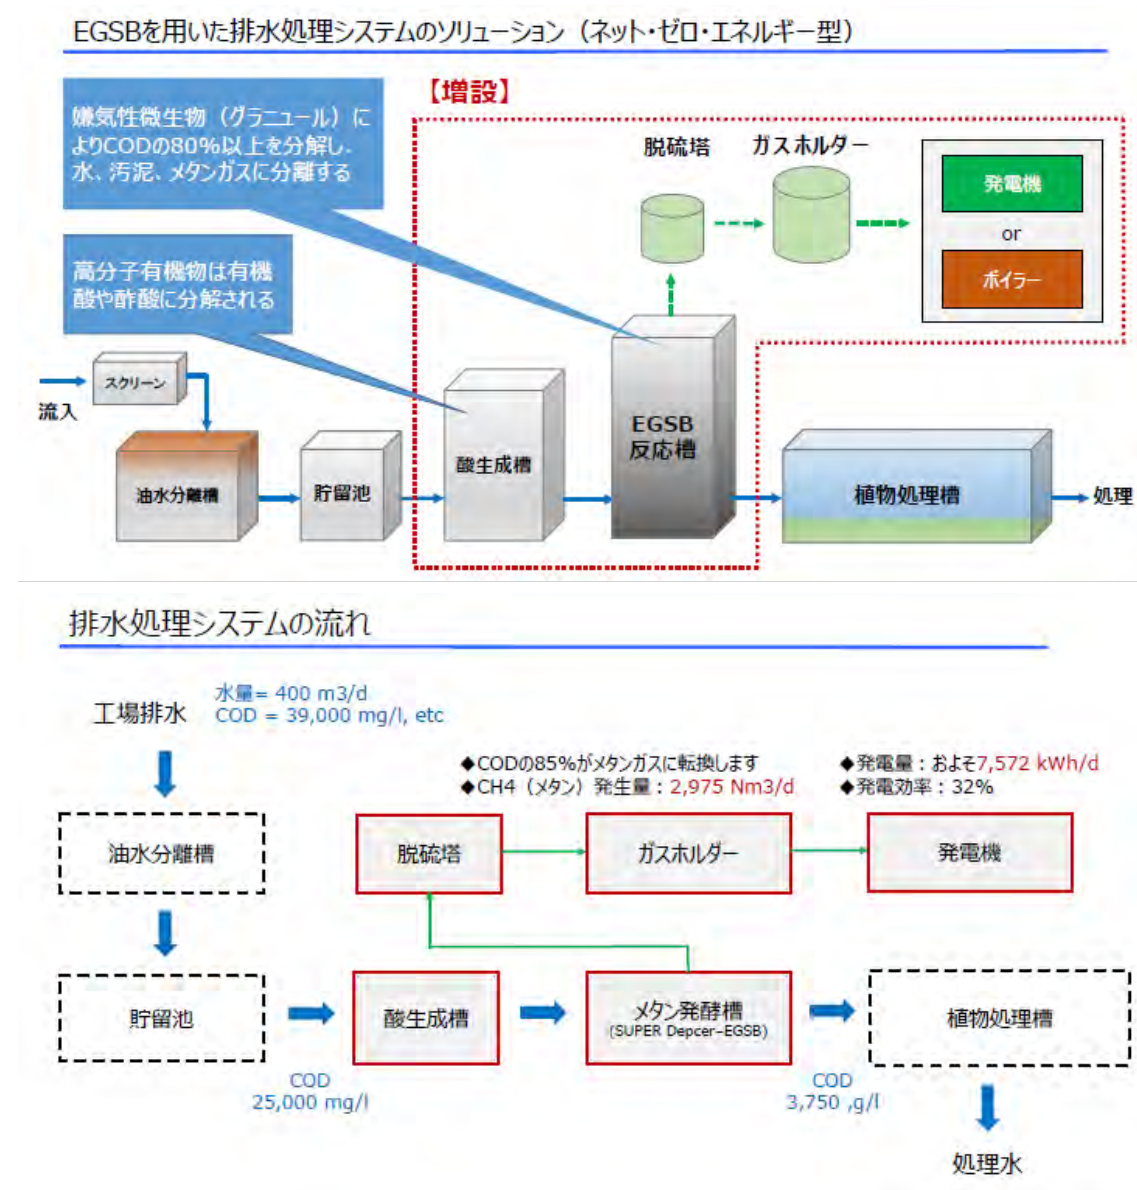 EGSBを用いた排水処理システムのソリューション（ネット・ゼロ・エネルギー型）
【増設】
嫌気性微生物（グラニュール）に
よりCODの80%以上を分解し、
水、汚泥、メタンガスに分離する
脱硫塔
ガスホルダー
発電機
or
ボイラー
高分子有機物は有機
酸や酢酸に分解される
流入
スクリーン
油水分離槽
貯留池
酸生成槽
EGSB
反応槽
植物処理槽
処理
排水処理システムの流れ
工場排水
水量= 400 m3/d
COD = 39,000 mg/l, etc
◆CODの85%がメタンガスに転換します
◆CH4（メタン）発生量：2,975 Nm3/d
◆発電量：およそ7,572 kWh/d
◆発電効率：32%
油水分離槽
脱硫塔
ガスホルダー
発電機
貯留池
酸生成槽
メタン発酵槽
(SUPER Depcer–EGSB)
植物処理槽
COD
25,000 mg/l
COD
3,750 ,g/l
処理水